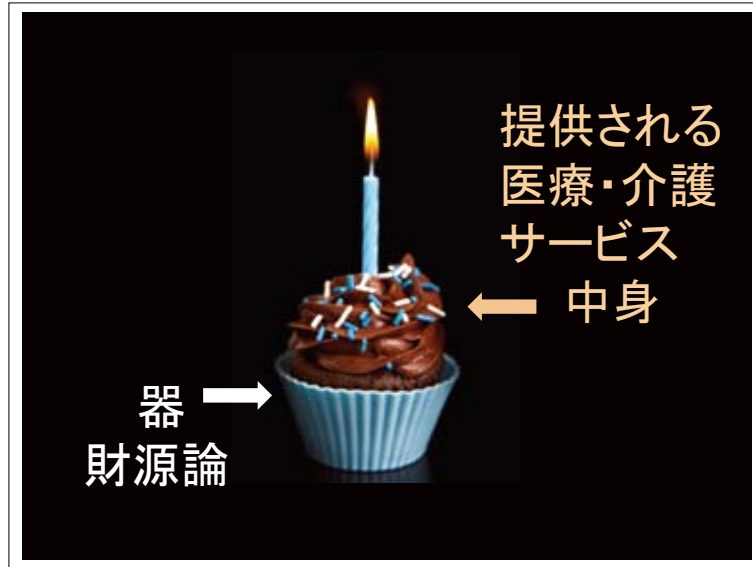 提供される
医療・介護
サービス
中身
器
財源論